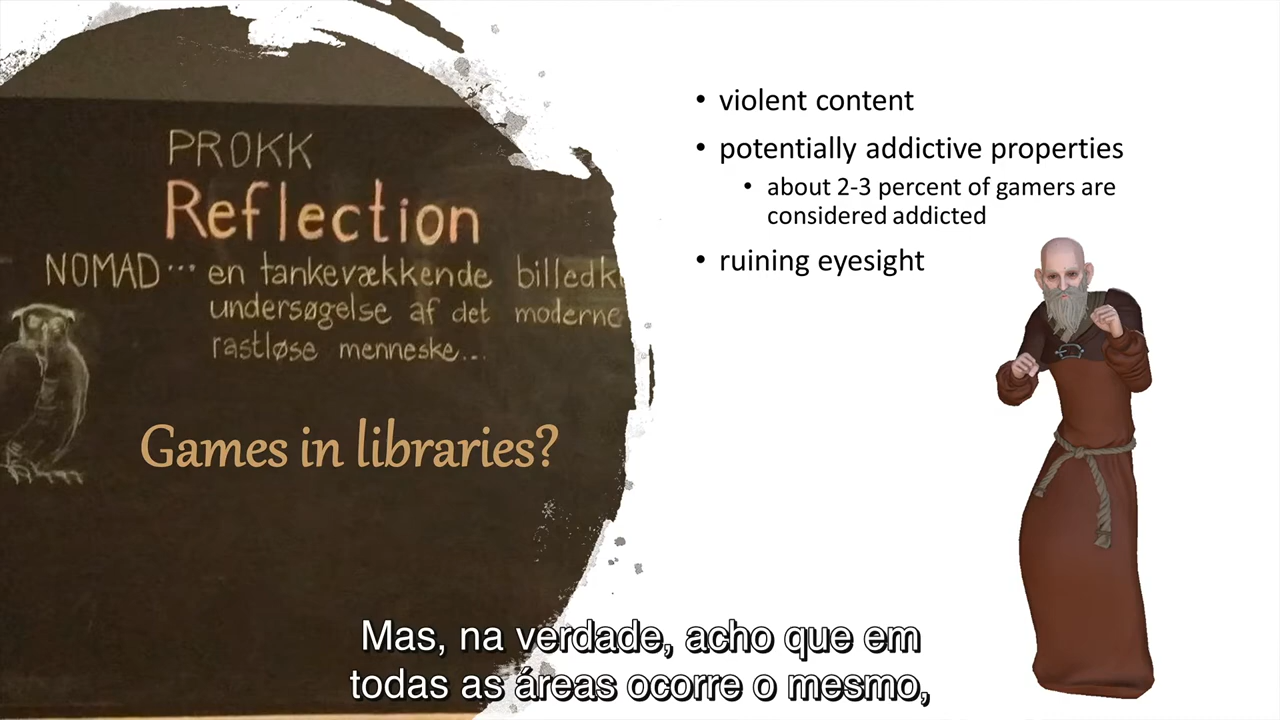 PROKK
Reflection
NOMAD... en tankevækkende
undersøgelse af det moderne
rastløse menneske...
Games in libraries?
• violent content
• potentially addictive properties
• about 2-3 percent of gamers are
considered addicted
• ruining eyesight
Mas, na verdade, acho que em
todas as áreas ocorre o mesmo,